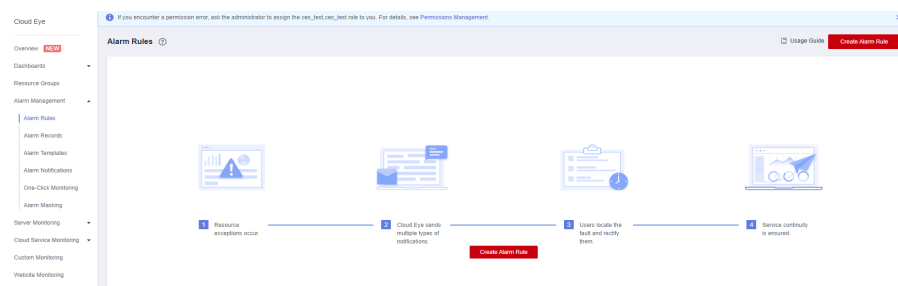 Cloud Eye
If you encounter a permission error, ask the administrator to assign the ces_text,ces_test role to you. For details, see Permissions Management.
Alarm Rules
Usage Guide
Create Alarm Rule
Overview NEW
Dashboards
Resource Groups
Alarm Management
Alarm Rules
Alarm Records
Alarm Templates
Alarm Notifications
One-Click Monitoring
Alarm Masking
Server Monitoring
Cloud Service Monitoring
Custom Monitoring
Website Monitoring
1 Resource
exceptions occur.
2 Cloud Eye sends
multiple types of
notifications.
3 Users locate the
fault and rectify
them.
4 Service continuity
is ensured.
Create Alarm Rule